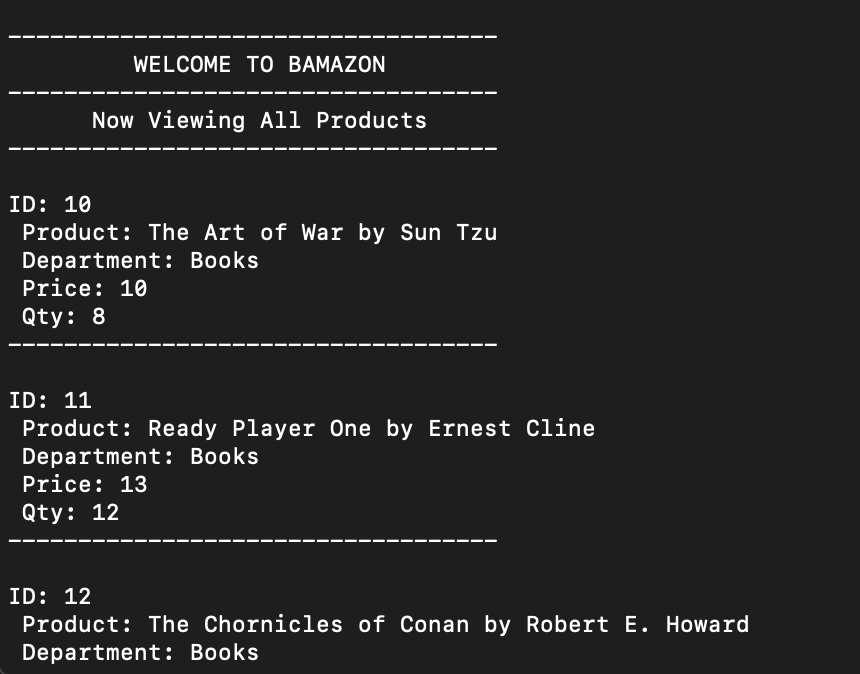 -----------------------------------
WELCOME TO BAMAZON
-----------------------------------
Now Viewing All Products
-----------------------------------
ID: 10
Product: The Art of War by Sun Tzu
Department: Books
Price: 10
Qty: 8
-----------------------------------
ID: 11
Product: Ready Player One by Ernest Cline
Department: Books
Price: 13
Qty: 12
-----------------------------------
ID: 12
Product: The Chornicles of Conan by Robert E. Howard
Department: Books